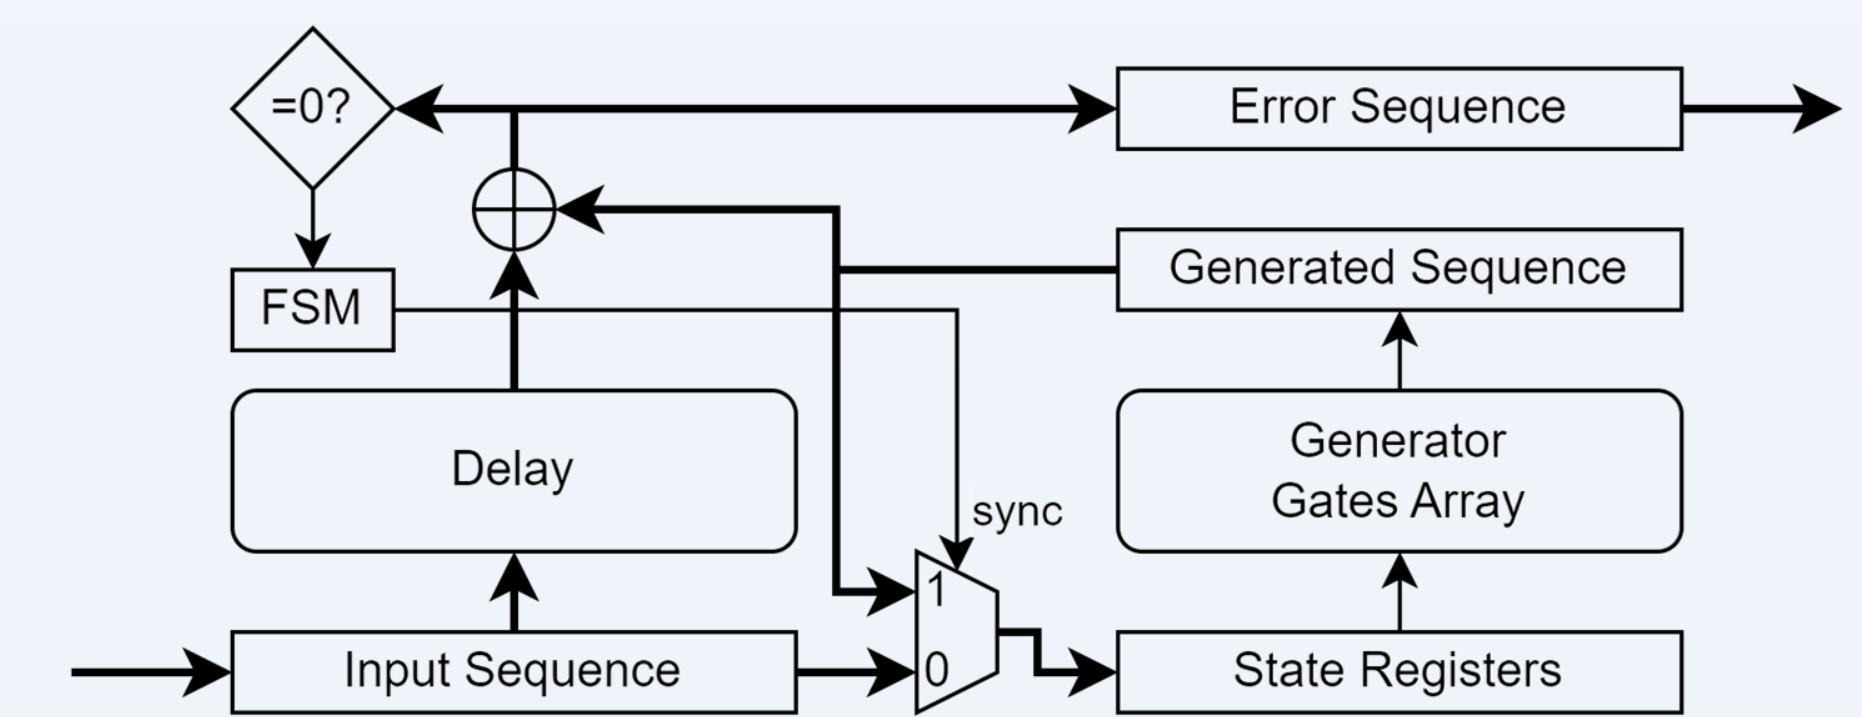 =0?
Error Sequence
Generated Sequence
FSM
Delay
Generator
Gates Array
sync
1
0
Input Sequence
State Registers